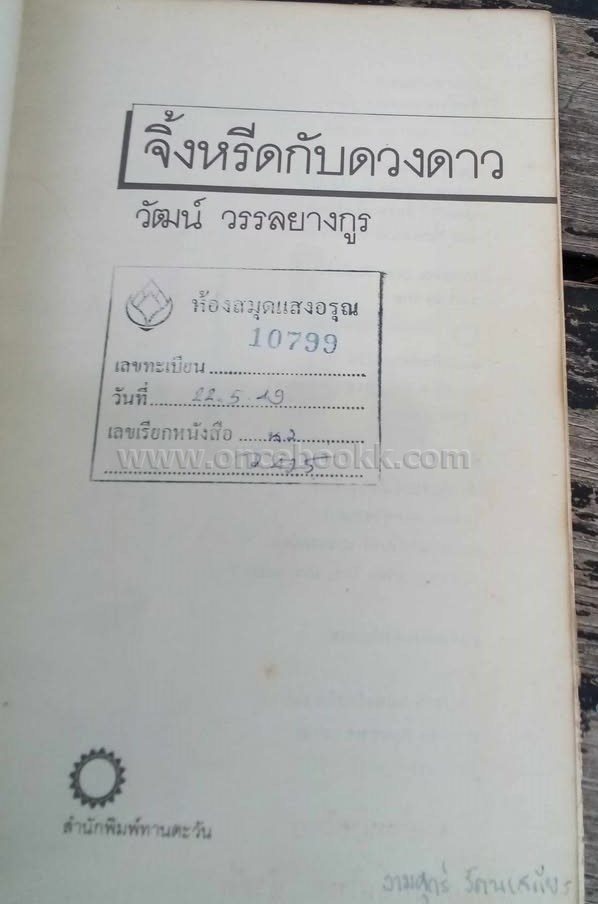 จิ้งหรีดกับดวงดาว
วัฒน์ วรรลยางกูร
ห้องสมุดแสงอรุณ
10799
เลขทะเบียน
วันที่ 22.5.49
เลขเรียกหนังสือ
www.oncebookk.com
สำนักพิมพ์ทานตะวัน